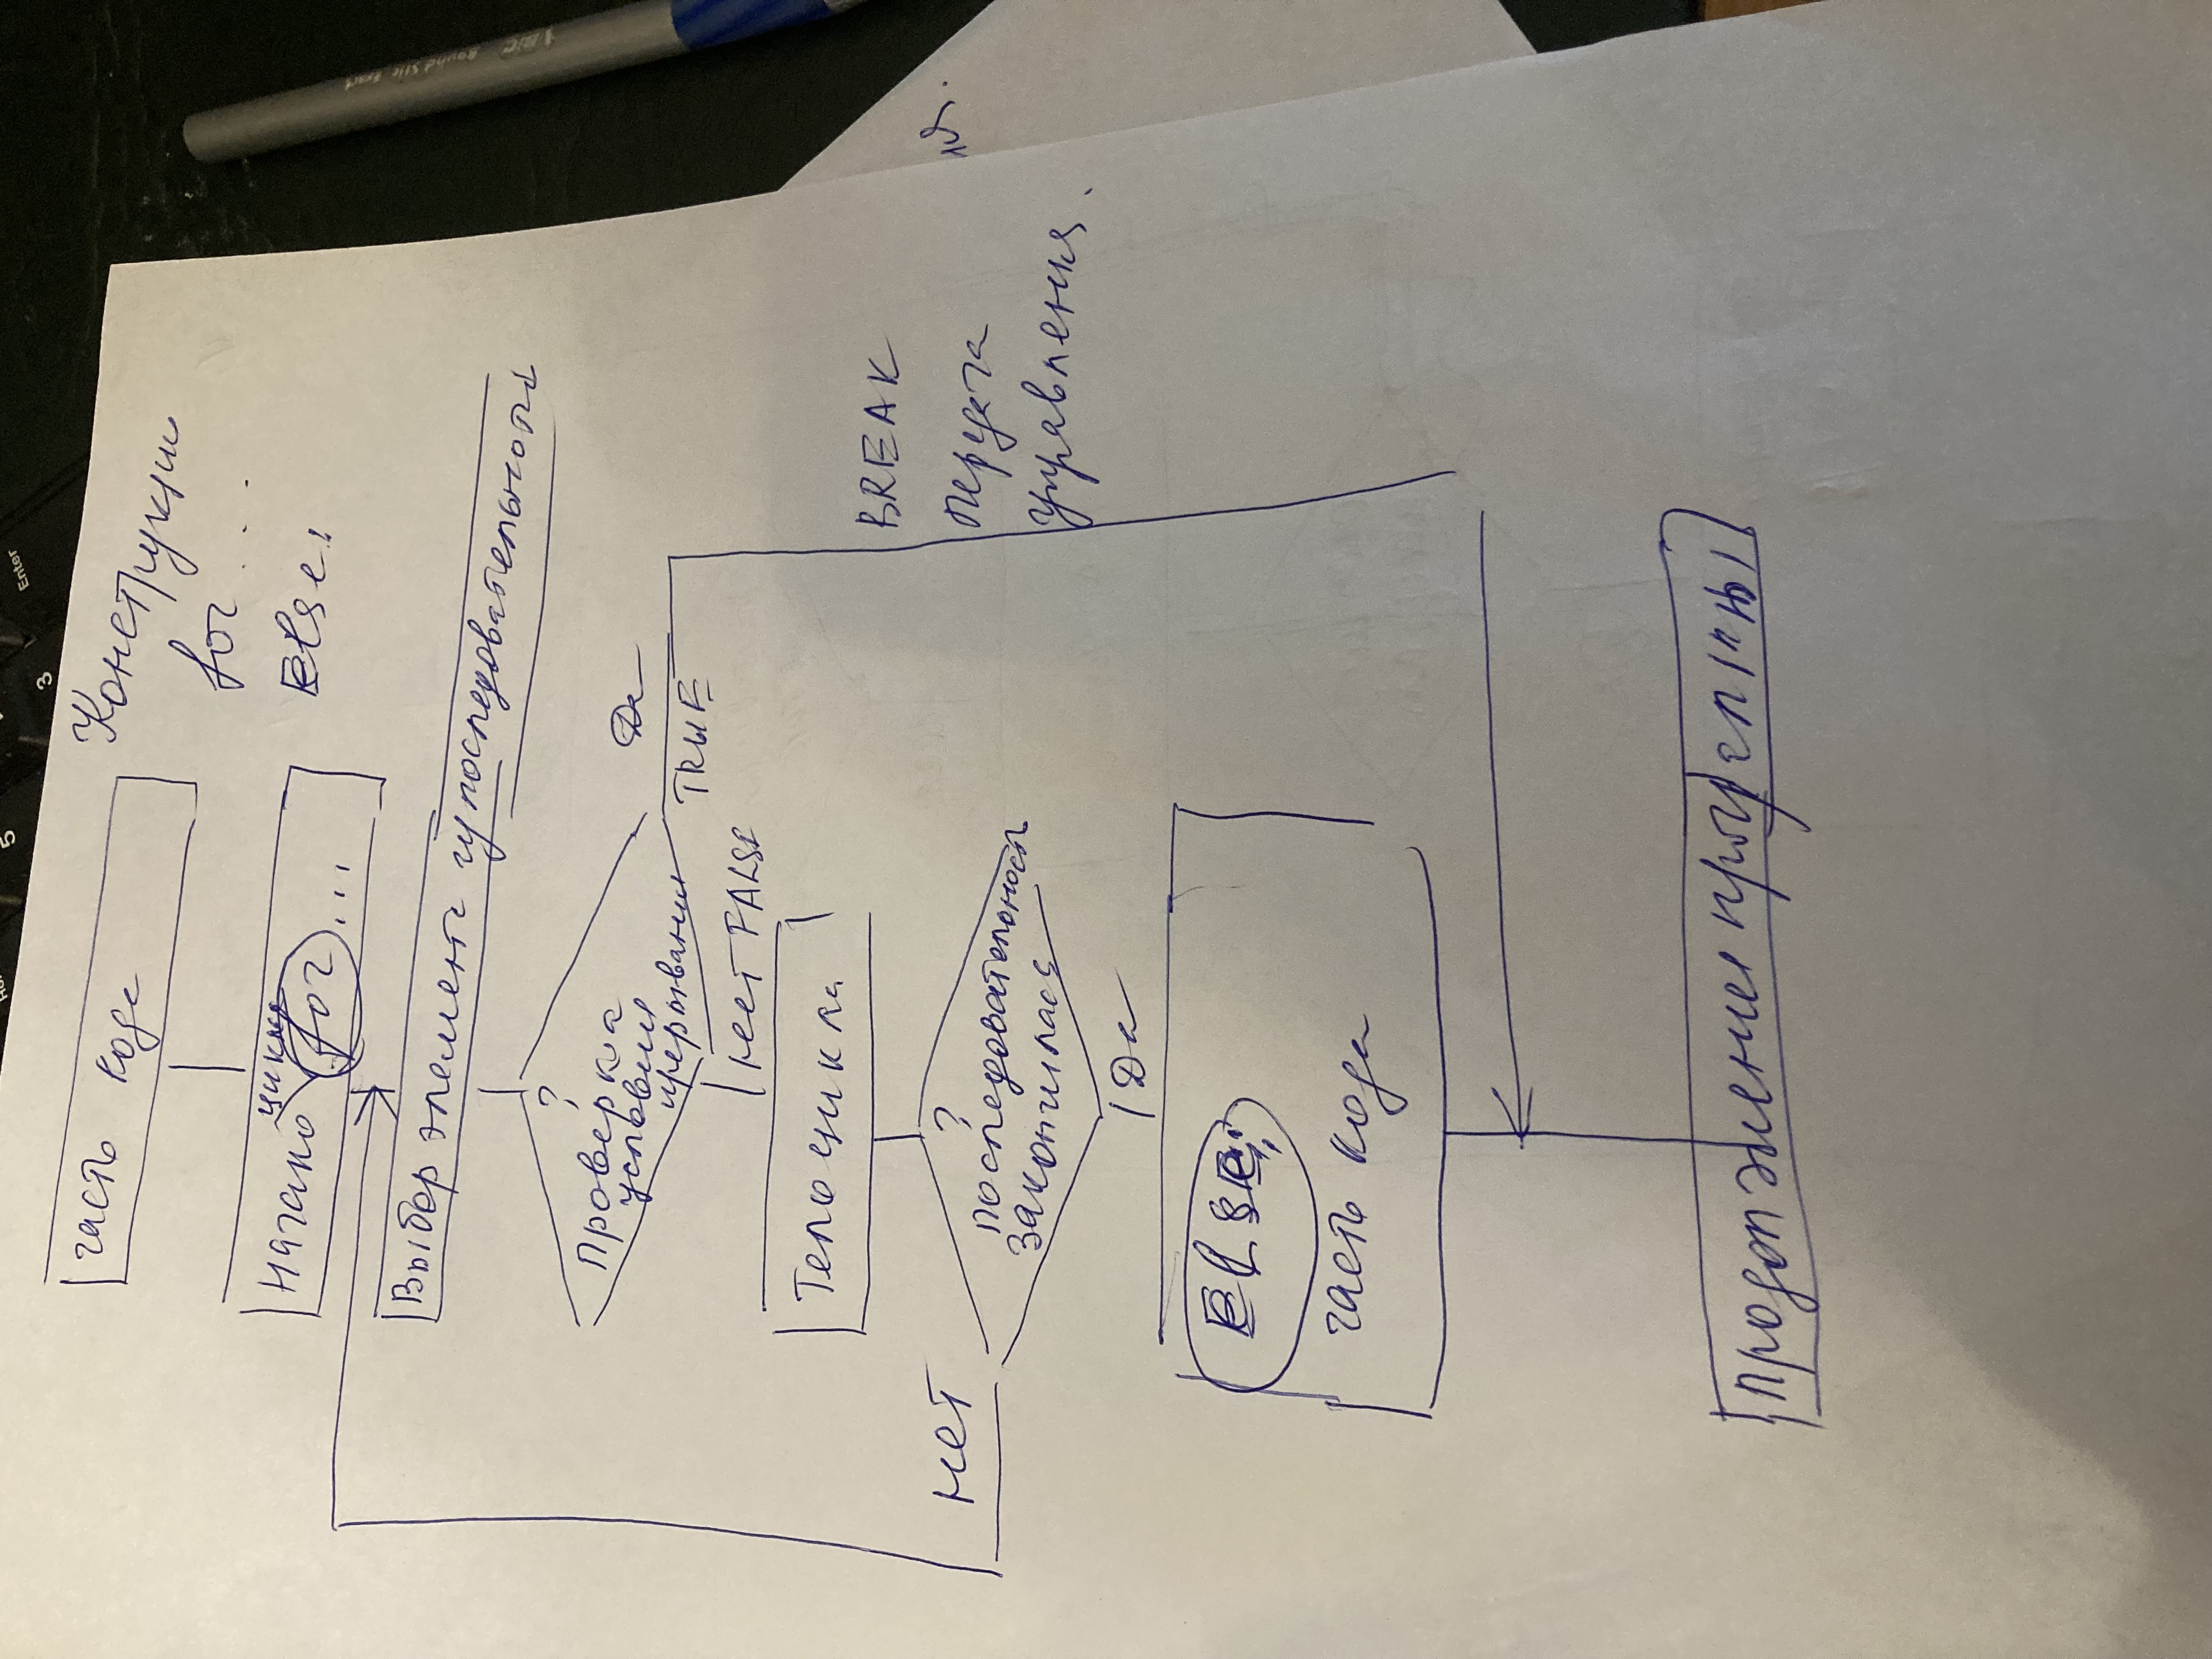 5
3
Enter
часть кода
Конструкции
for ...
Else:
Начало цикла for ...
Выбор элемента из последовательности
?
Проверка
условия
прерывания
Да
TRUE
Нет FALSE
Тело цикла
BREAK
передача
управления.
Нет
?
последовательность
закончилась
Да
ELSE:
часть кода
Продолжение программы
ия.